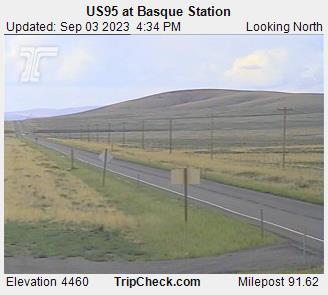 US95 at Basque Station
Updated: Sep 03 2023 4:34 PM Looking North
Elevation 4460 TripCheck.com Milepost 91.62